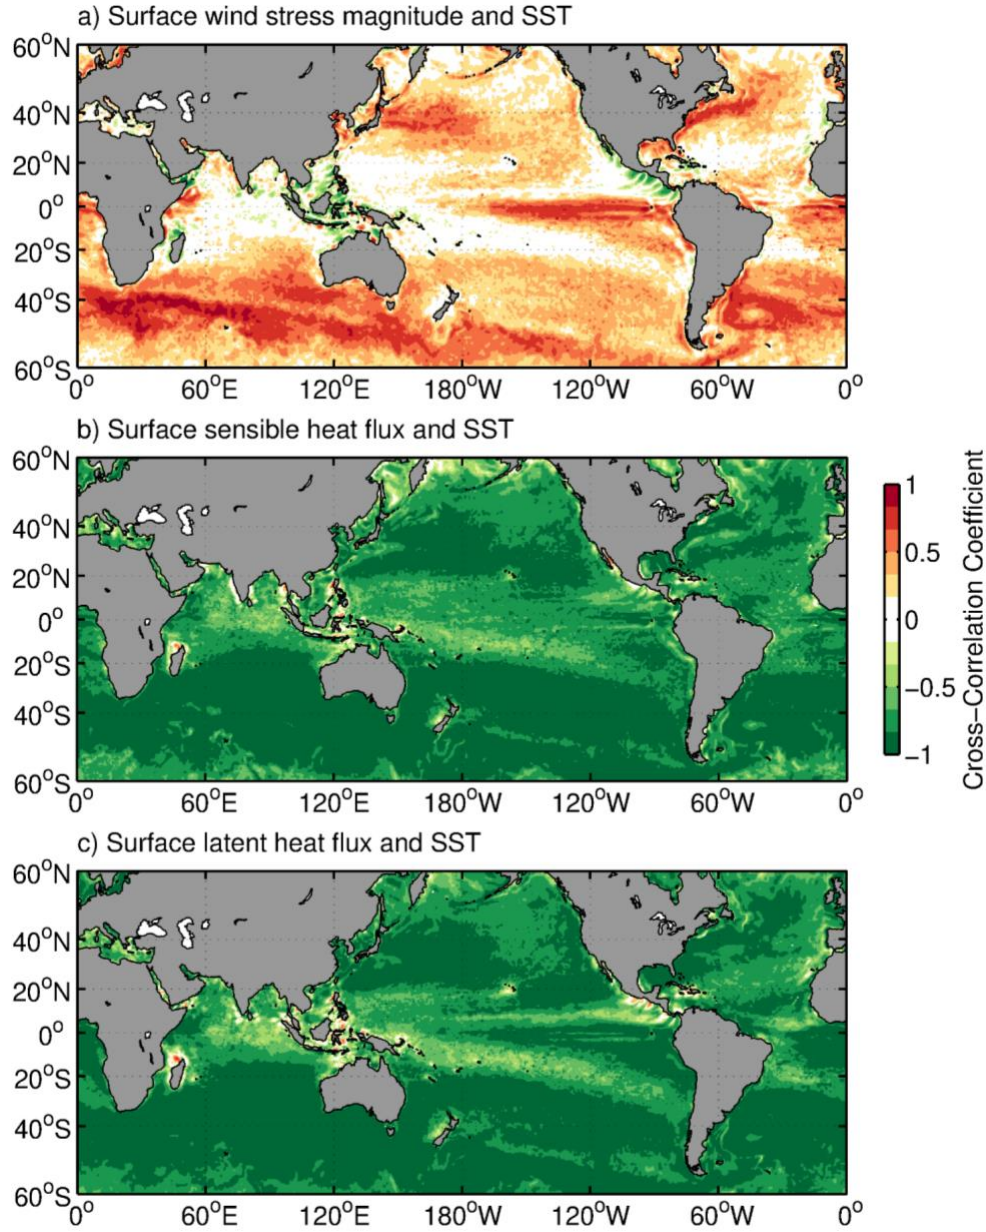 a) Surface wind stress magnitude and SST
60°N
40°N
20°N
0°
20°S
40°S
60°S
0° 60°E 120°E 180°W 120°W 60°W 0°
b) Surface sensible heat flux and SST
60°N
40°N
20°N
0°
20°S
40°S
60°S
0° 60°E 120°E 180°W 120°W 60°W 0°
1
0.5
0
−0.5
−1
Cross−Correlation Coefficient
c) Surface latent heat flux and SST
60°N
40°N
20°N
0°
20°S
40°S
60°S
0° 60°E 120°E 180°W 120°W 60°W 0°